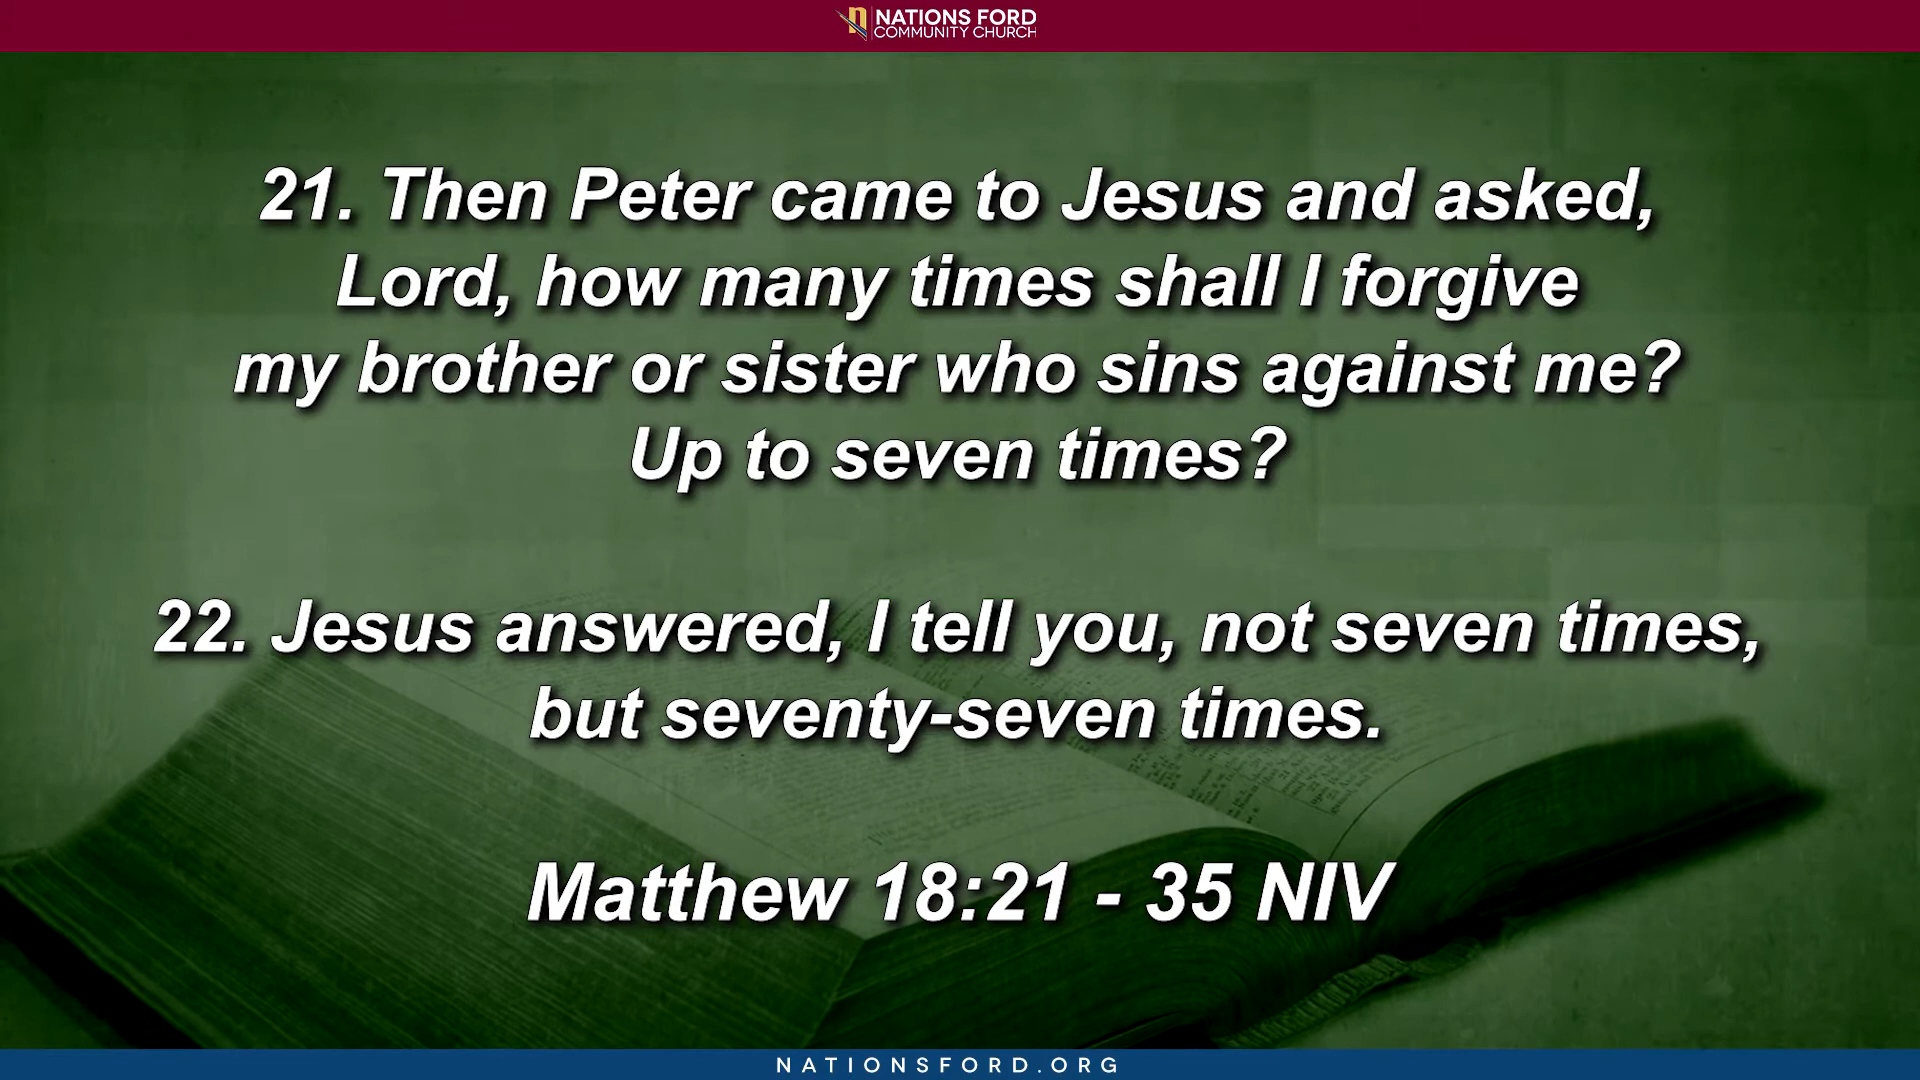 NATIONS FORD
COMMUNITY CHURCH
21. Then Peter came to Jesus and asked,
Lord, how many times shall I forgive
my brother or sister who sins against me?
Up to seven times?
22. Jesus answered, I tell you, not seven times,
but seventy-seven times.
Matthew 18:21 - 35 NIV
NATIONSFORD.ORG